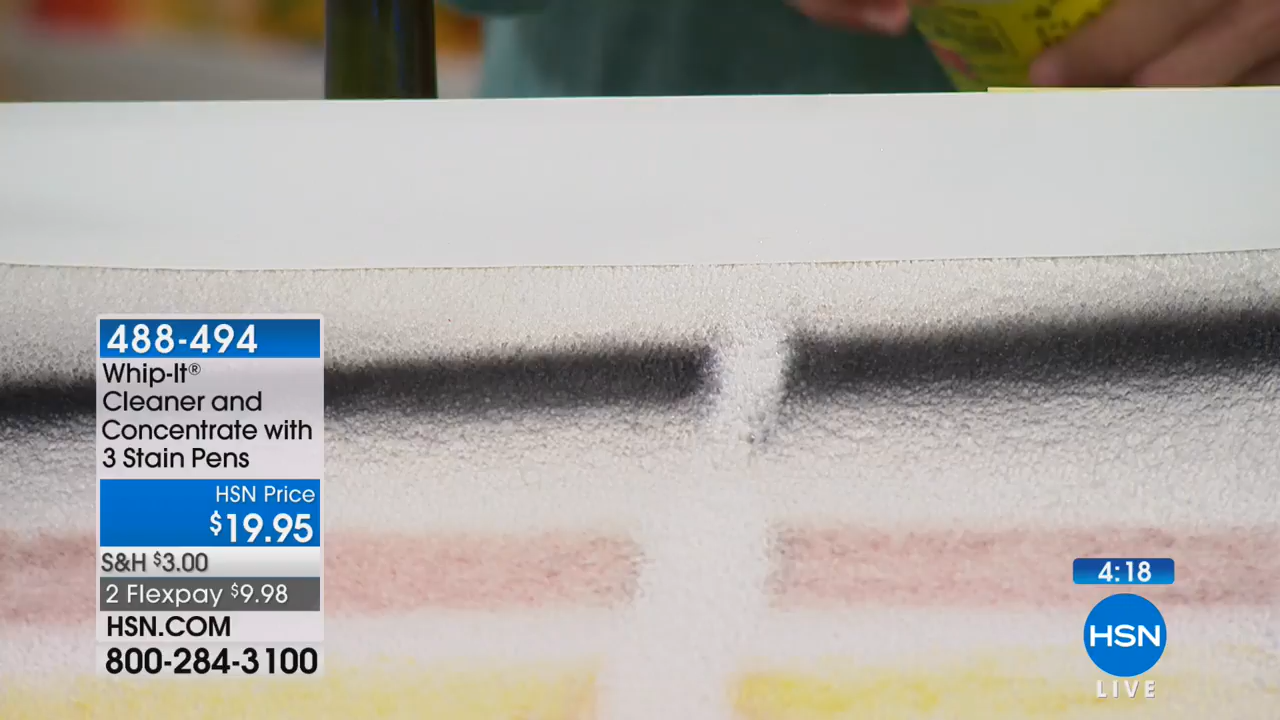 488-494
Whip-It®
Cleaner and
Concentrate with
3 Stain Pens
HSN Price
$19.95
S&H $3.00
2 Flexpay $9.98
HSN.COM
800-284-3100
4:18
HSN
LIVE